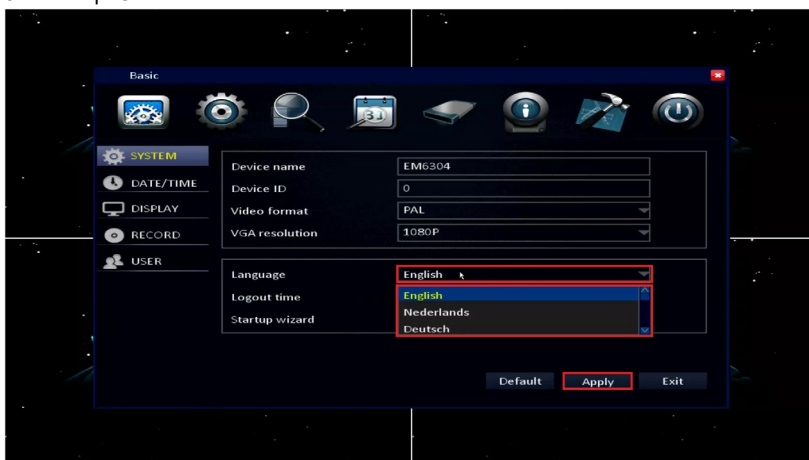 Basic
31
SYSTEM
DATE/TIME
DISPLAY
RECORD
USER
Device name EM6304
Device ID 0
Video format PAL
VGA resolution 1080P
Language English
Logout time English
Nederlands
Startup wizard
Deutsch
Default Apply Exit